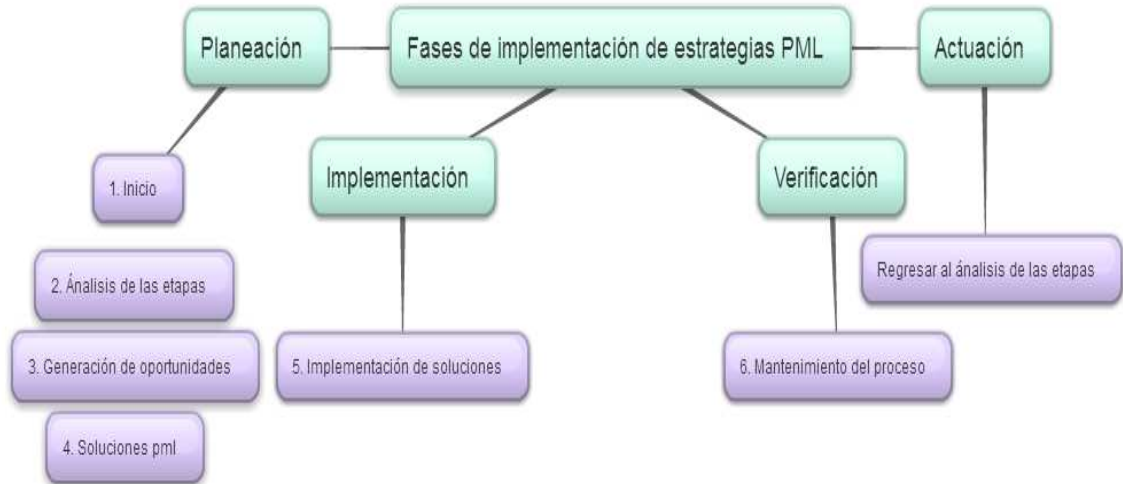 Planeación
Fases de implementación de estrategias PML
Actuación
Implementación
Verificación
1. Inicio
2. Ánalisis de las etapas
3. Generación de oportunidades
4. Soluciones pml
5. Implementación de soluciones
6. Mantenimiento del proceso
Regresar al ánalisis de las etapas